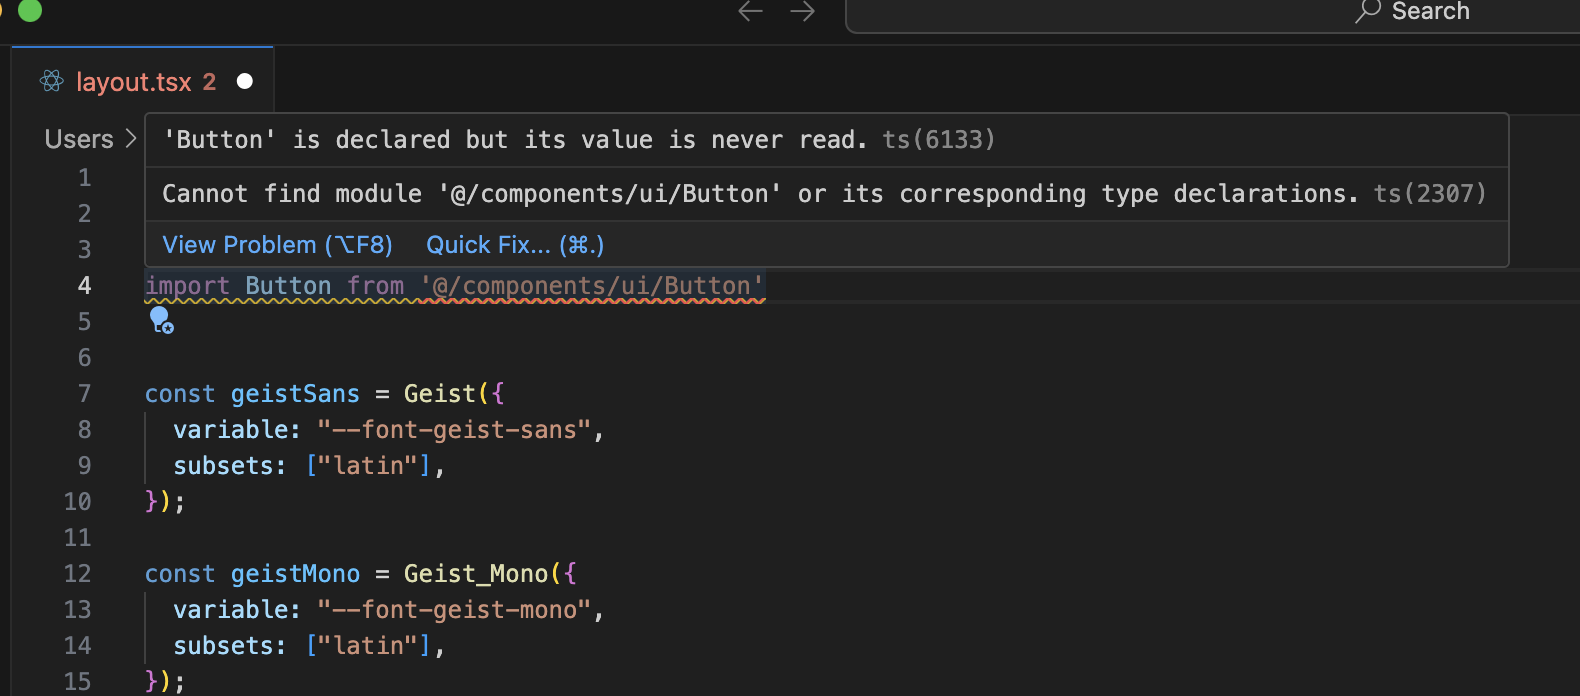 Search
layout.tsx 2
Users >
'Button' is declared but its value is never read. ts(6133)
Cannot find module '@/components/ui/Button' or its corresponding type declarations. ts(2307)
View Problem (⌥F8) Quick Fix... (⌘.)
1
2
3
4 import Button from '@/components/ui/Button'
5
6
7 const geistSans = Geist({
8 variable: "--font-geist-sans",
9 subsets: ["latin"],
10 });
11
12 const geistMono = Geist_Mono({
13 variable: "--font-geist-mono",
14 subsets: ["latin"],
15 });